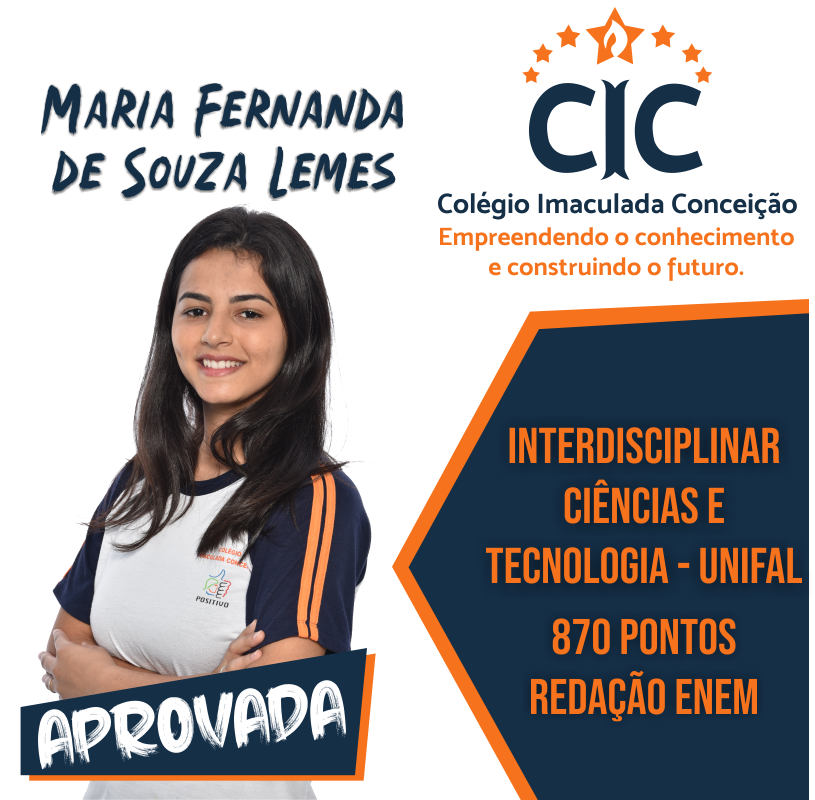 MARIA FERNANDA
DE SOUZA LEMES
CIC
Colégio Imaculada Conceição
Empreendendo o conhecimento
e construindo o futuro.
INTERDISCIPLINAR
CIÊNCIAS E
TECNOLOGIA - UNIFAL
870 PONTOS
REDAÇÃO ENEM
COLÉGIO
POSITIVO
APROVADA